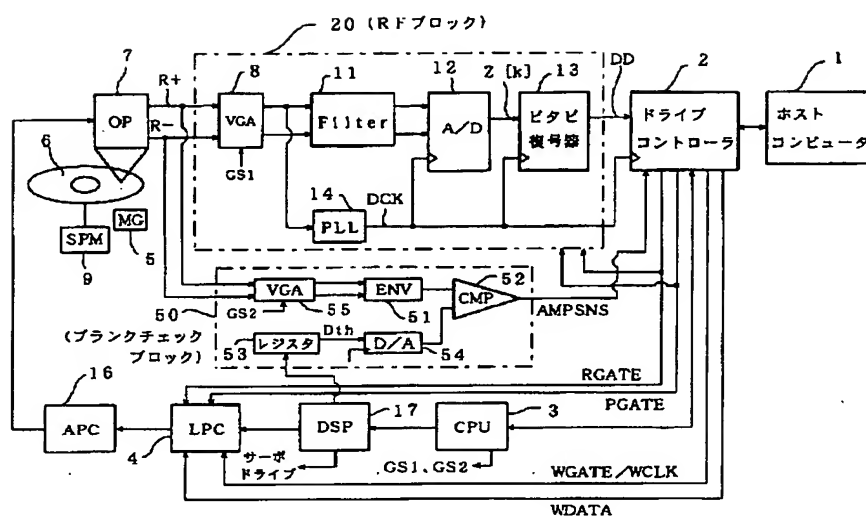 20 (RFブロック)
7
R+
8
11
12
Z [k]
13
DD
2
1
OP
R-
VGA
Filter
A/D
ビタビ
復号器
ドライブ
コントローラ
ホスト
コンピュータ
6
GS1
14
DCK
PLL
MG
SPM
5
9
52
VGA
ENV
CMP
50
GS2
55
51
AMPSNS
(ブランクチェック
ブロック)
53
レジスタ
Dth
D/A
54
RGATE
16
17
3
PGATE
APC
LPC
DSP
CPU
4
サーボ
ドライブ
GS1、GS2
WGATE/WCLK
WDATA